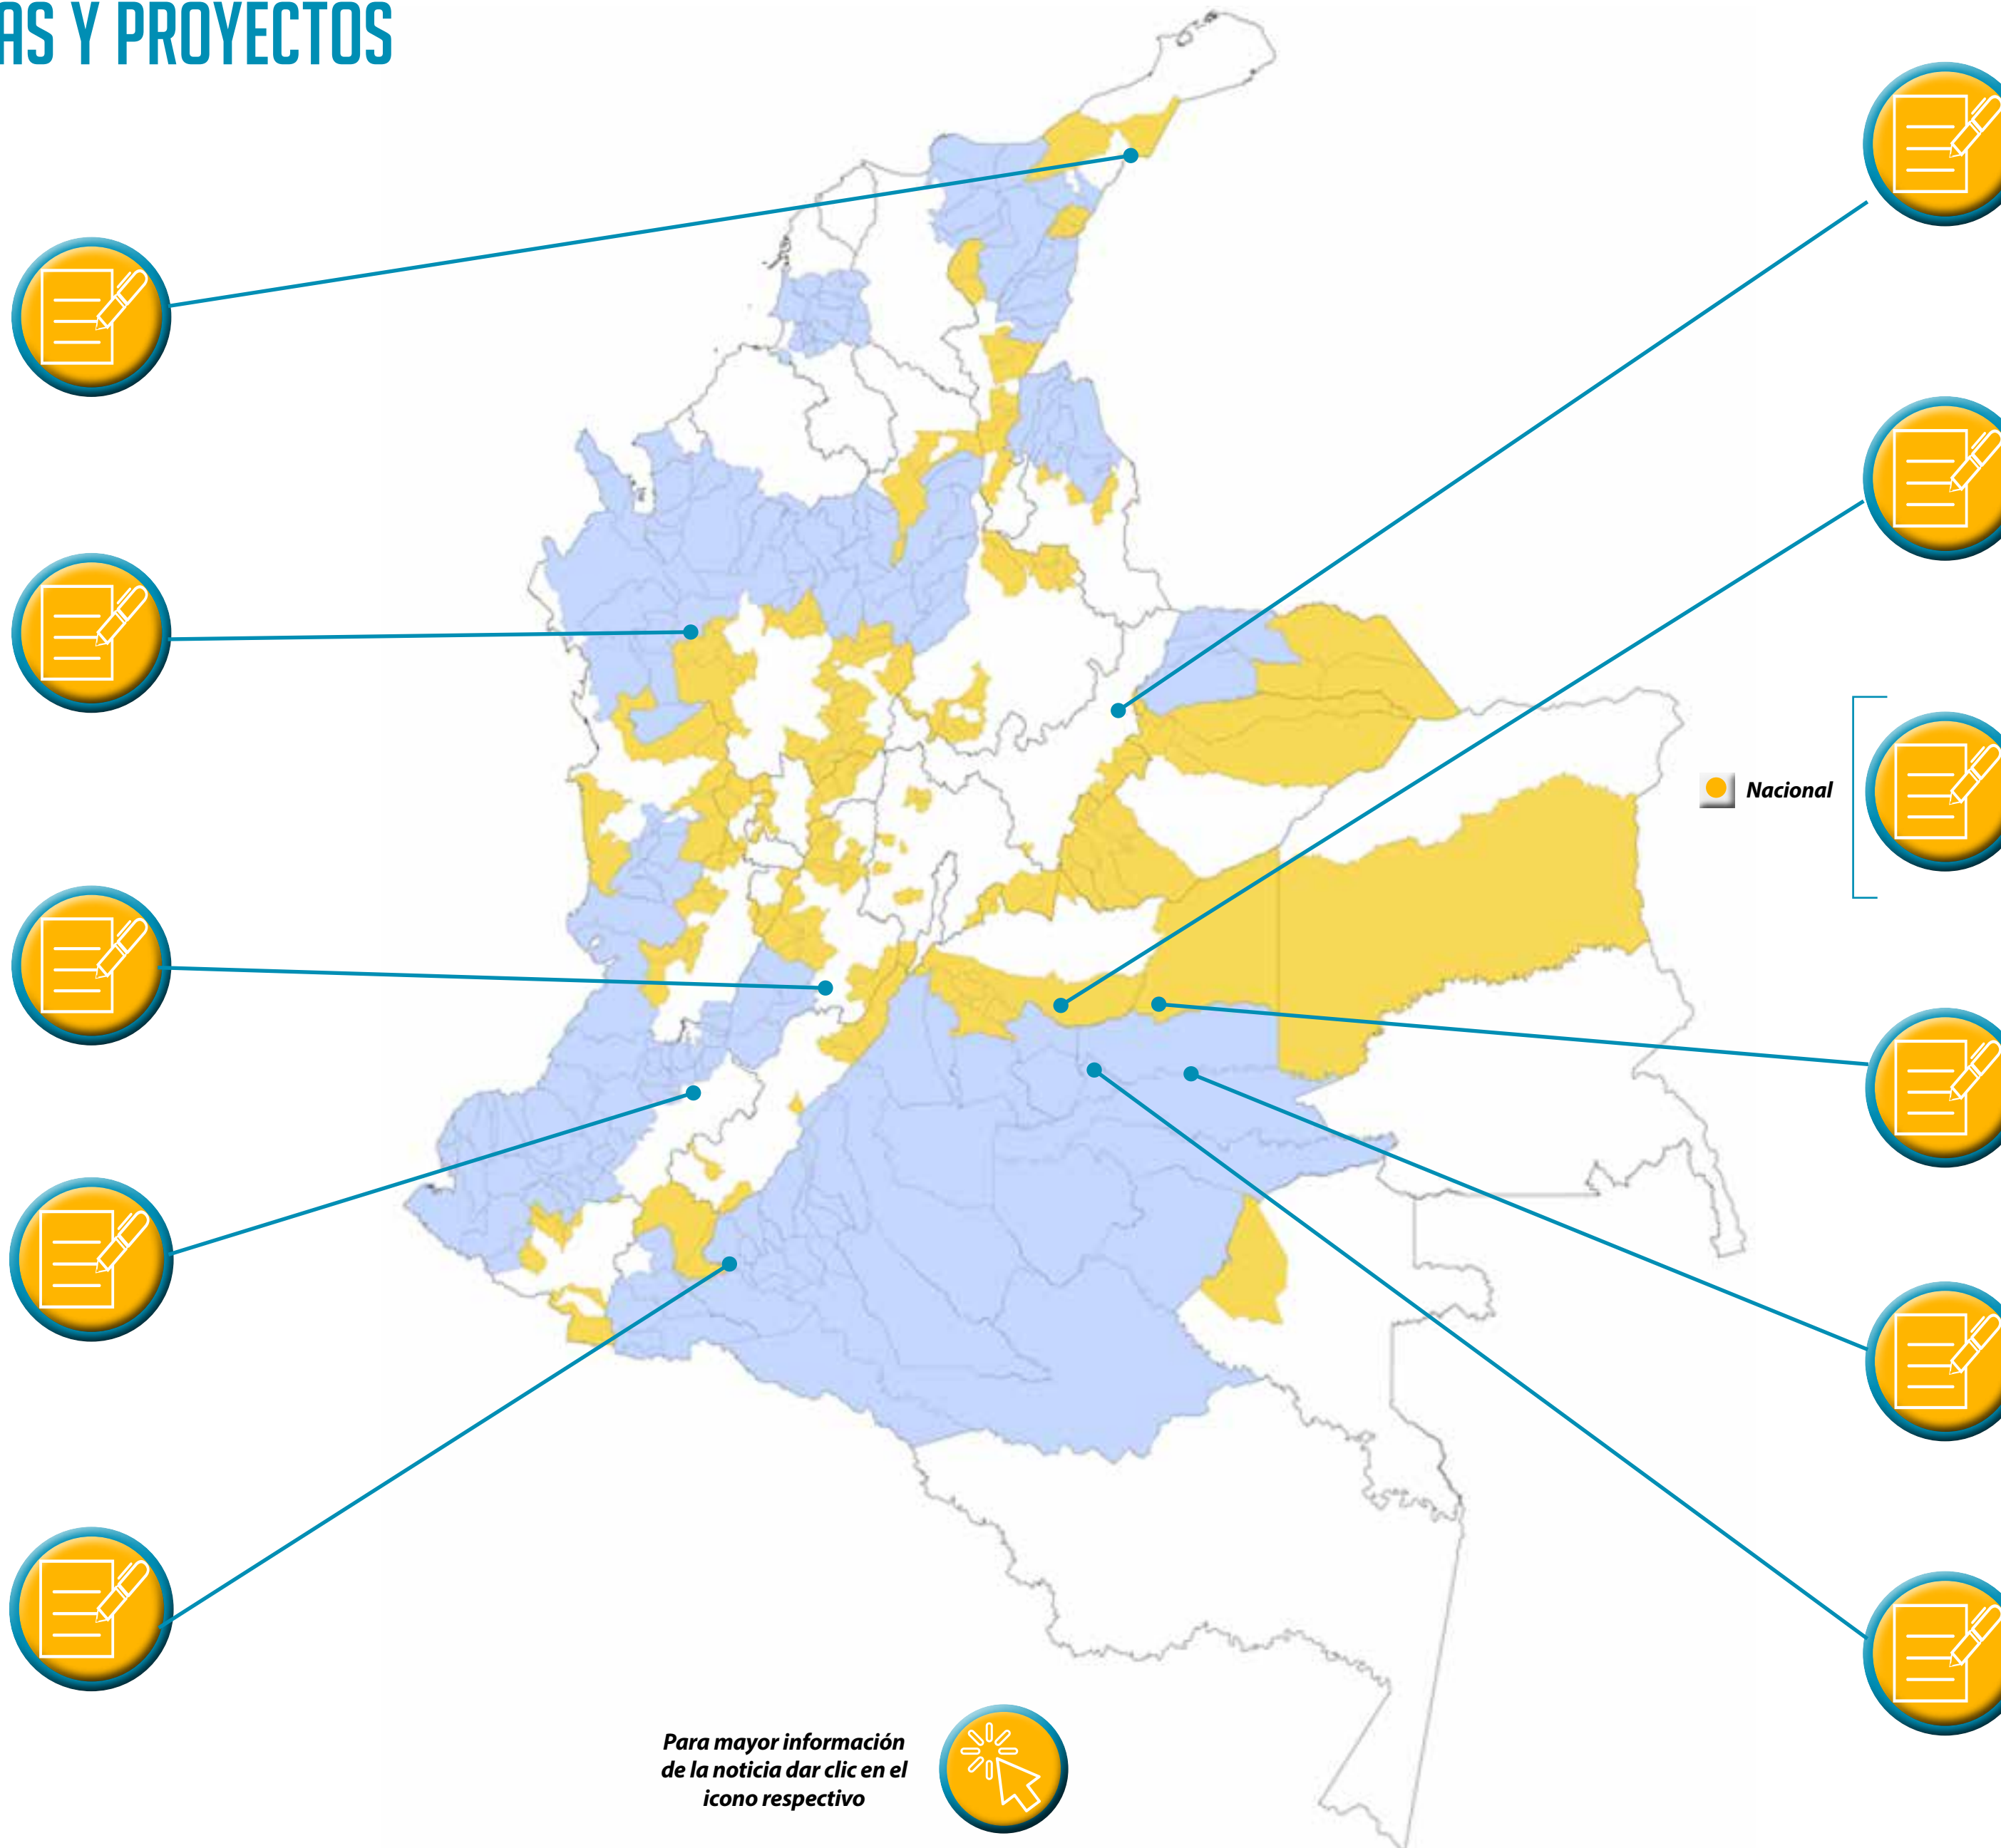 AS Y PROYECTOS
Nacional
Para mayor información
de la noticia dar clic en el
icono respectivo